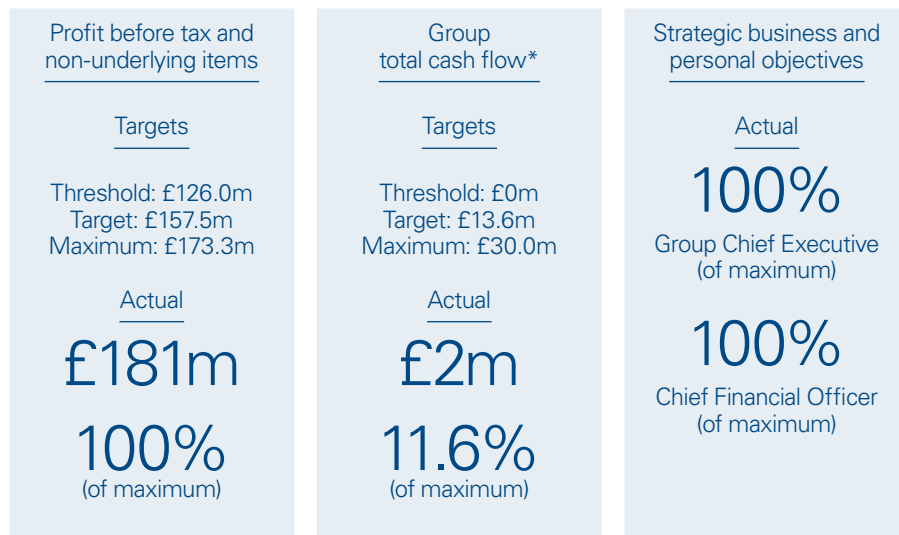 Profit before tax and
non-underlying items
Targets
Threshold: £126.0m
Target: £157.5m
Maximum: £173.3m
Actual
£181m
100%
(of maximum)
Group
total cash flow*
Targets
Threshold: £0m
Target: £13.6m
Maximum: £30.0m
Actual
£2m
11.6%
(of maximum)
Strategic business and
personal objectives
Actual
100%
Group Chief Executive
(of maximum)
100%
Chief Financial Officer
(of maximum)